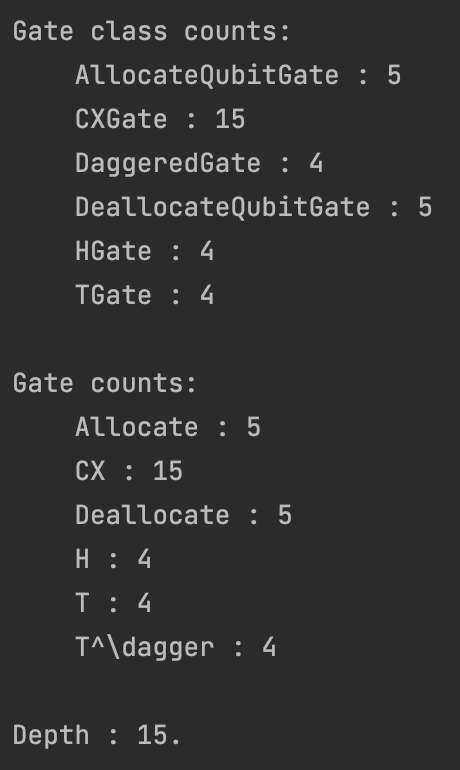 Gate class counts:
AllocateQubitGate : 5
CXGate : 15
DaggeredGate : 4
DeallocateQubitGate : 5
HGate : 4
TGate : 4
Gate counts:
Allocate : 5
CX : 15
Deallocate : 5
H : 4
T : 4
T^\dagger : 4
Depth : 15.